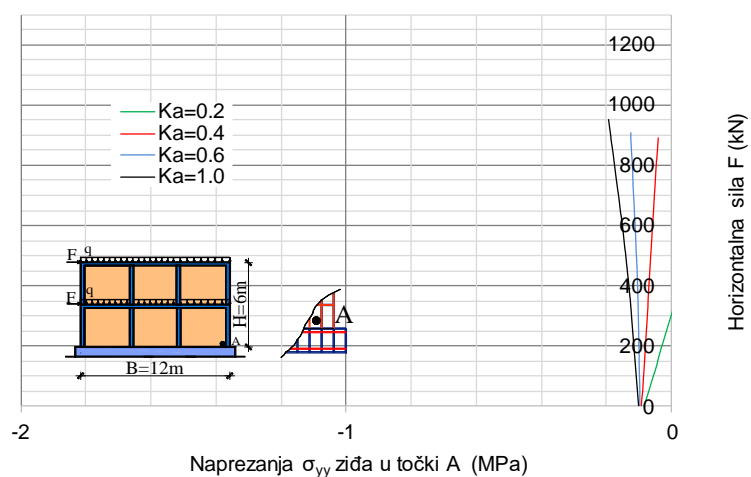 1200
1000
800
600
400
200
0
Ka=0.2
Ka=0.4
Ka=0.6
Ka=1.0
F q
F q
H=6m
A
B=12m
A
-2 -1 0
Naprezanja σyy ziđa u točki A (MPa)
Horizontalna sila F (kN)